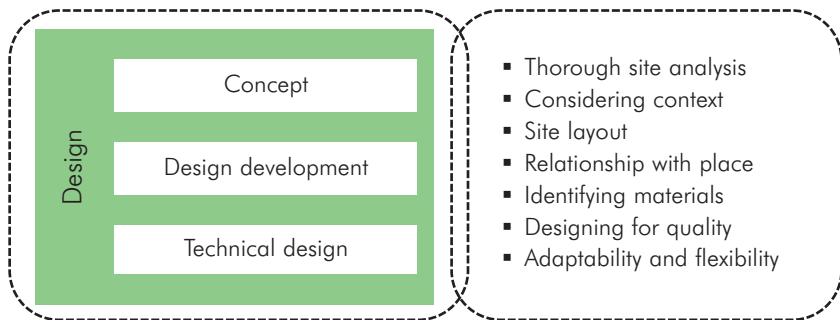 Design
Concept
Design development
Technical design
▪ Thorough site analysis
▪ Considering context
▪ Site layout
▪ Relationship with place
▪ Identifying materials
▪ Designing for quality
▪ Adaptability and flexibility